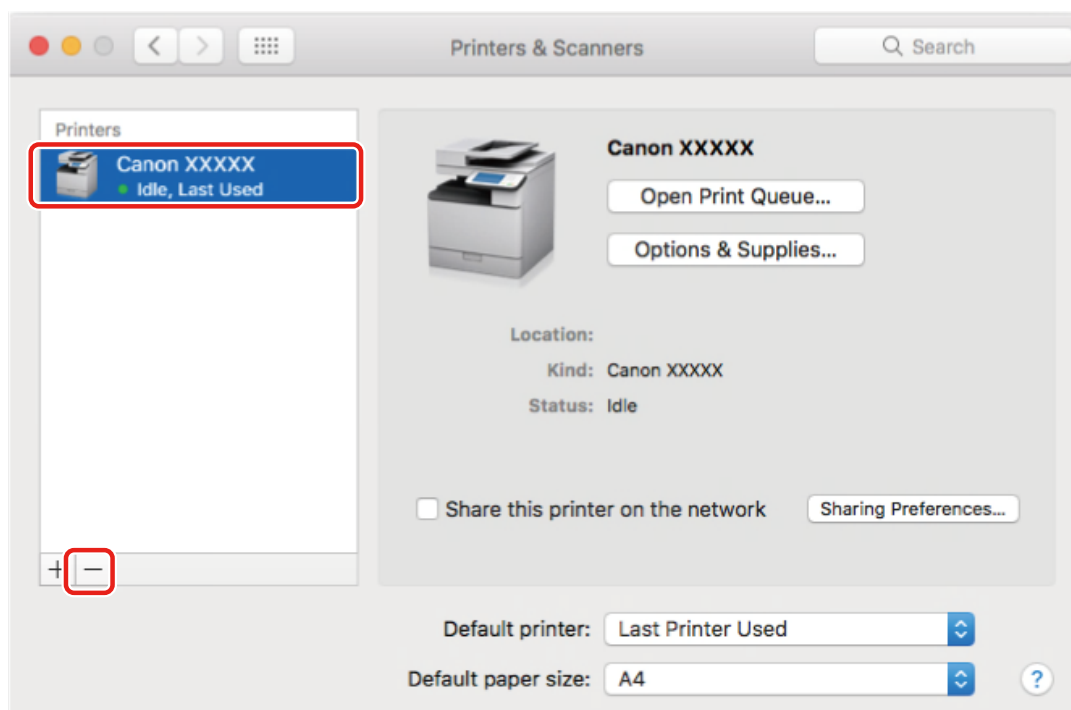 Printers & Scanners
Search
Printers
Canon XXXXX
Idle, Last Used
Canon XXXXX
Open Print Queue...
Options & Supplies...
Location:
Kind: Canon XXXXX
Status: Idle
Share this printer on the network Sharing Preferences...
+ −
Default printer: Last Printer Used
Default paper size: A4 ?